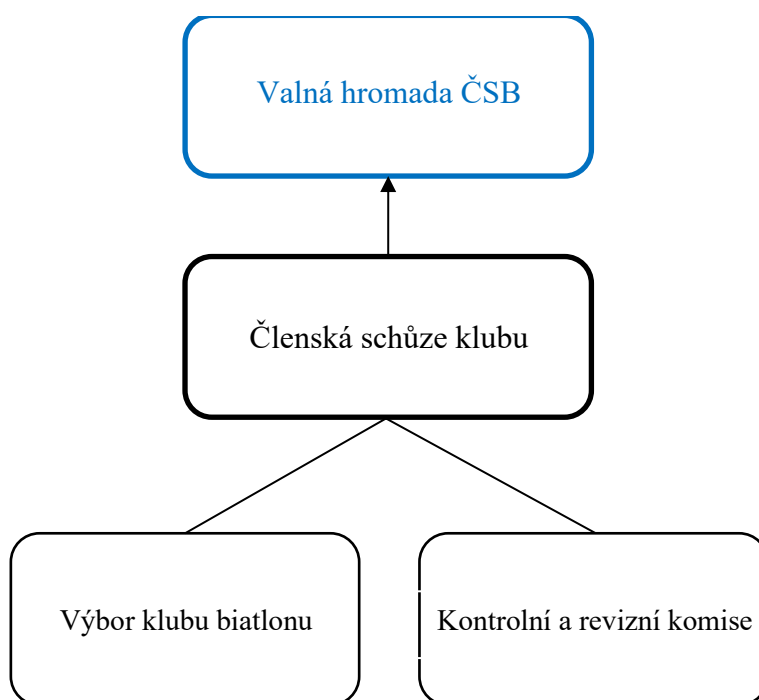 Valná hromada ČSB
Členská schůze klubu
Výbor klubu biatlonu
Kontrolní a revizní komise